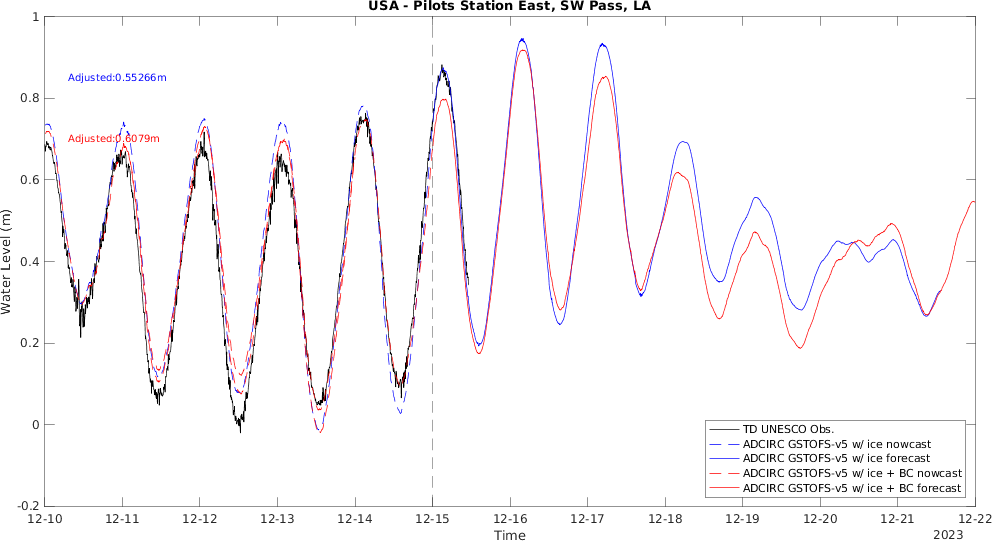 USA - Pilots Station East, SW Pass, LA
1
0.8
0.6
0.4
0.2
0
-0.2
Water Level (m)
Adjusted:0.55266m
Adjusted:0.6079m
TD UNESCO Obs.
ADCIRC GSTOFS-v5 w/ ice nowcast
ADCIRC GSTOFS-v5 w/ ice forecast
ADCIRC GSTOFS-v5 w/ ice + BC nowcast
ADCIRC GSTOFS-v5 w/ ice + BC forecast
12-10 12-11 12-12 12-13 12-14 12-15 12-16 12-17 12-18 12-19 12-20 12-21 12-22
Time
2023